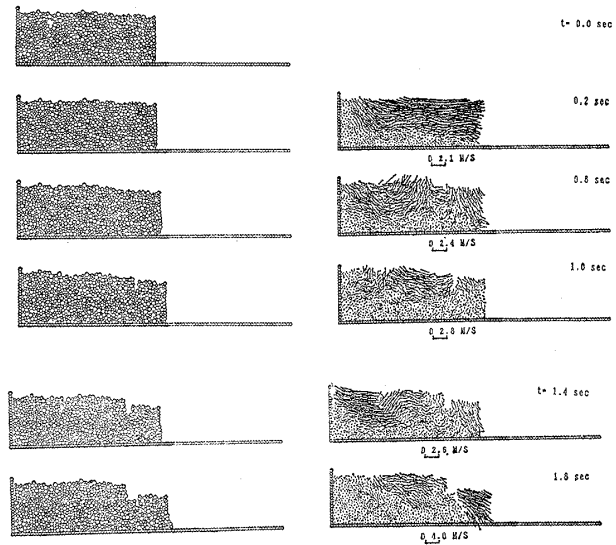 t= 0.0 sec
0.2 sec
0 2.1 M/S
0.8 sec
0 2.4 M/S
1.0 sec
0 2.8 M/S
t= 1.4 sec
0 2.6 M/S
1.8 sec
0 4.0 M/S